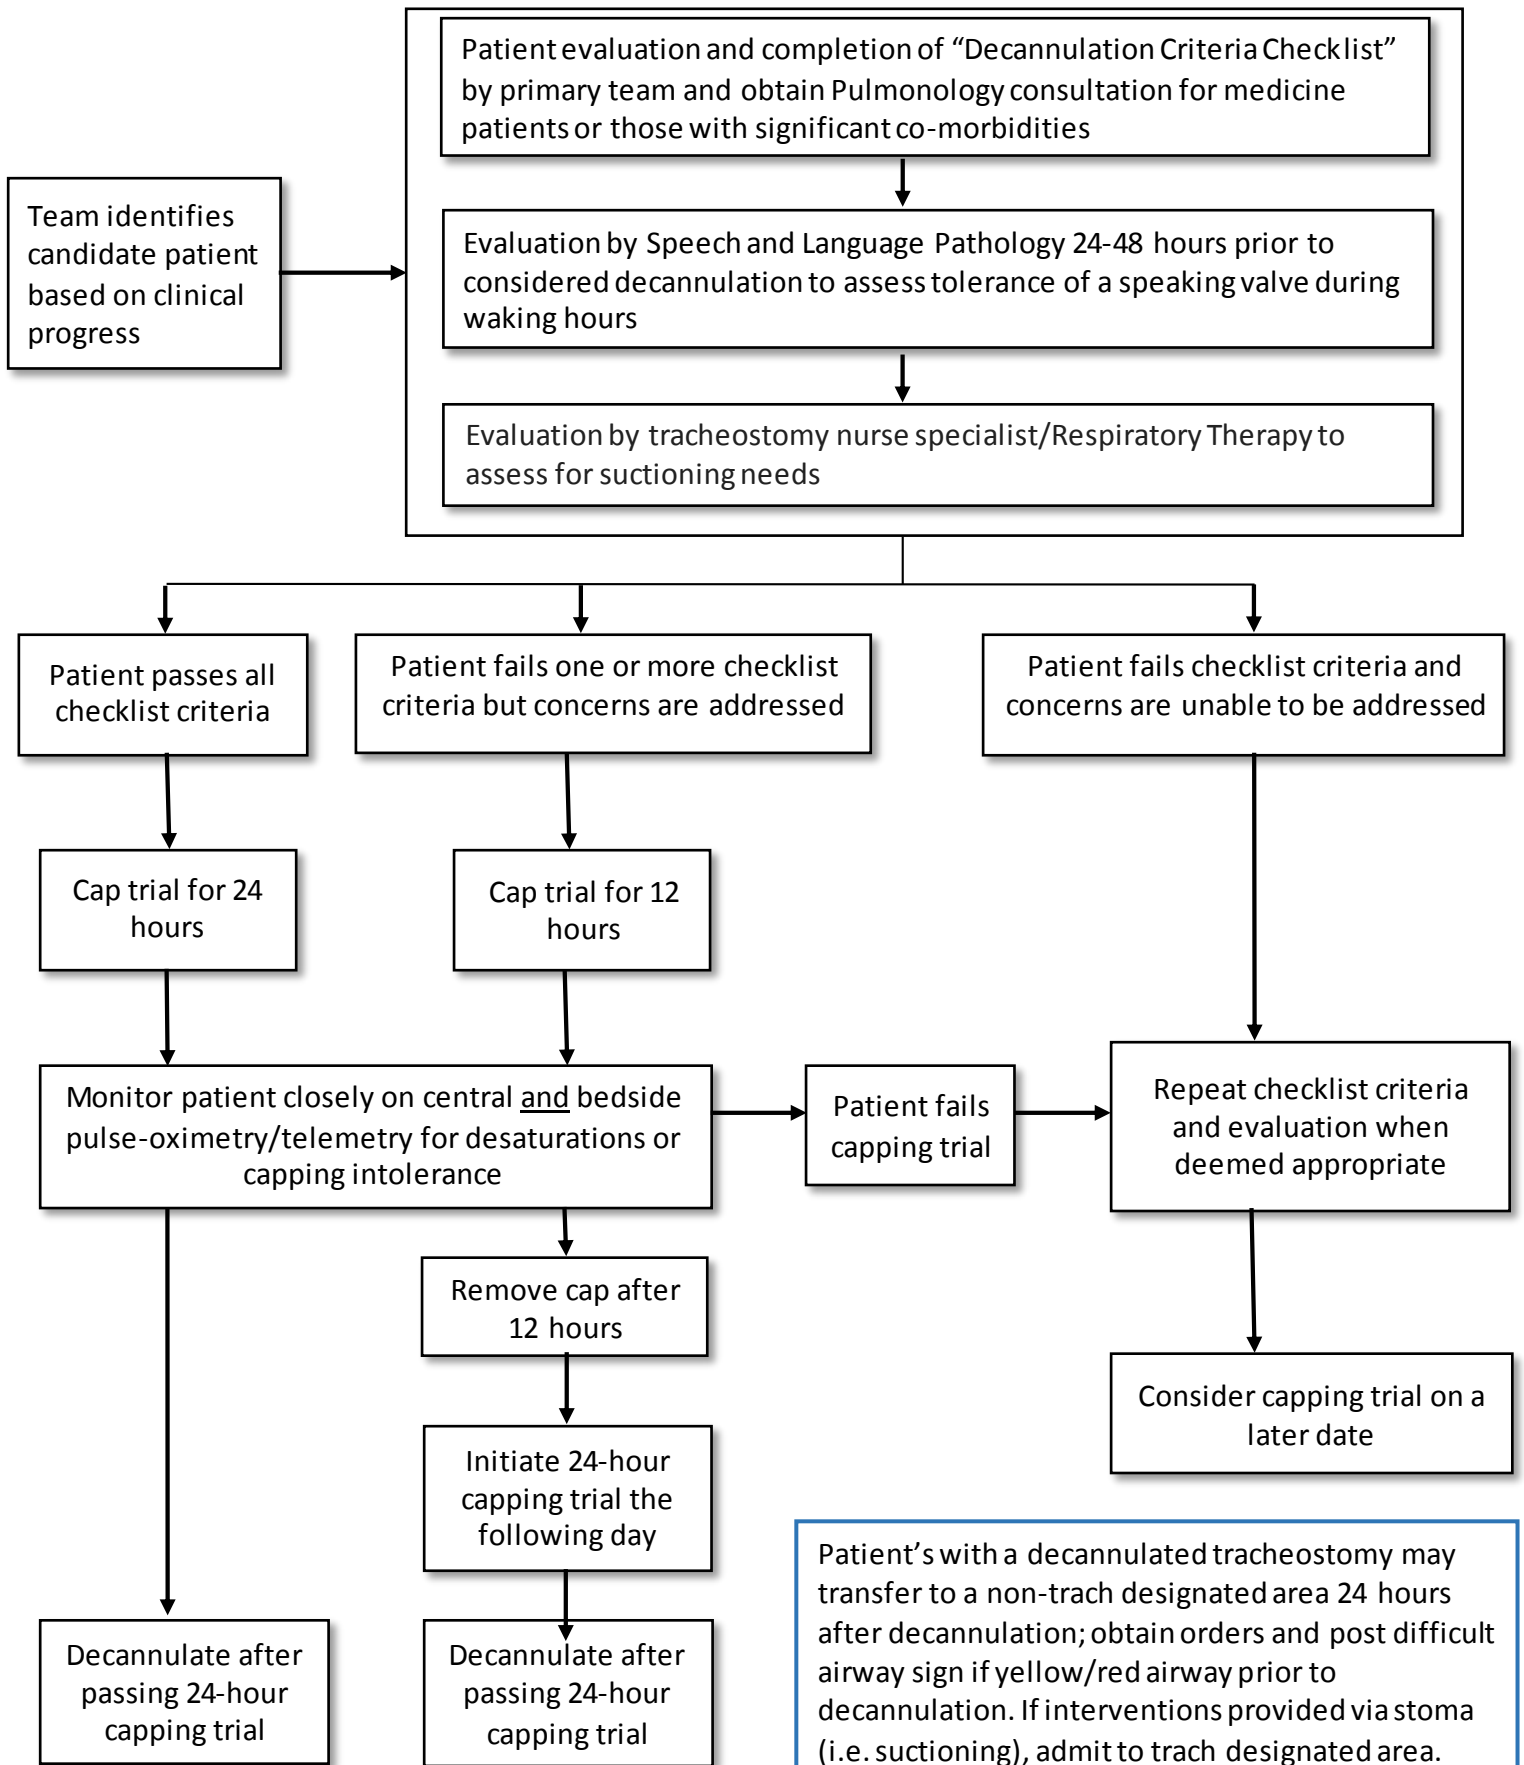 Patient evaluation and completion of “Decannulation Criteria Checklist”
by primary team and obtain Pulmonology consultation for medicine
patients or those with significant co-morbidities
Team identifies
candidate patient
based on clinical
progress
Evaluation by Speech and Language Pathology 24-48 hours prior to
considered decannulation to assess tolerance of a speaking valve during
waking hours
Evaluation by tracheostomy nurse specialist/Respiratory Therapy to
assess for suctioning needs
Patient passes all
checklist criteria
Patient fails one or more checklist
criteria but concerns are addressed
Patient fails checklist criteria and
concerns are unable to be addressed
Cap trial for 24
hours
Cap trial for 12
hours
Monitor patient closely on central and bedside
pulse-oximetry/telemetry for desaturations or
capping intolerance
Patient fails
capping trial
Repeat checklist criteria
and evaluation when
deemed appropriate
Remove cap after
12 hours
Consider capping trial on a
later date
Initiate 24-hour
capping trial the
following day
Decannulate after
passing 24-hour
capping trial
Decannulate after
passing 24-hour
capping trial
Patient’s with a decannulated tracheostomy may
transfer to a non-trach designated area 24 hours
after decannulation; obtain orders and post difficult
airway sign if yellow/red airway prior to
decannulation. If interventions provided via stoma
(i.e. suctioning), admit to trach designated area.